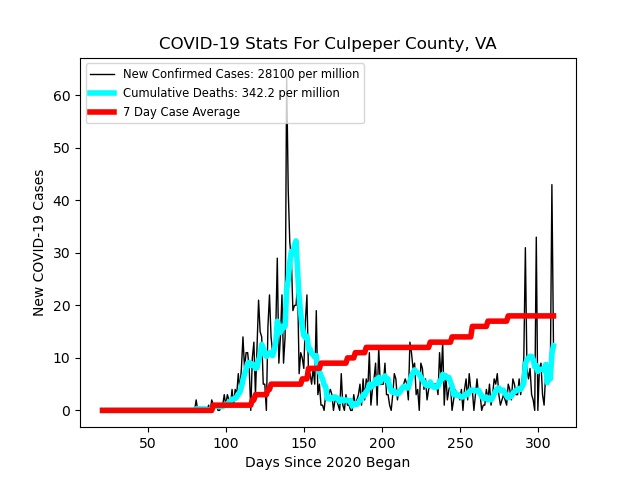 COVID-19 Stats For Culpeper County, VA
New Confirmed Cases: 28100 per million
Cumulative Deaths: 342.2 per million
7 Day Case Average
60
50
40
30
20
10
0
New COVID-19 Cases
50 100 150 200 250 300
Days Since 2020 Began